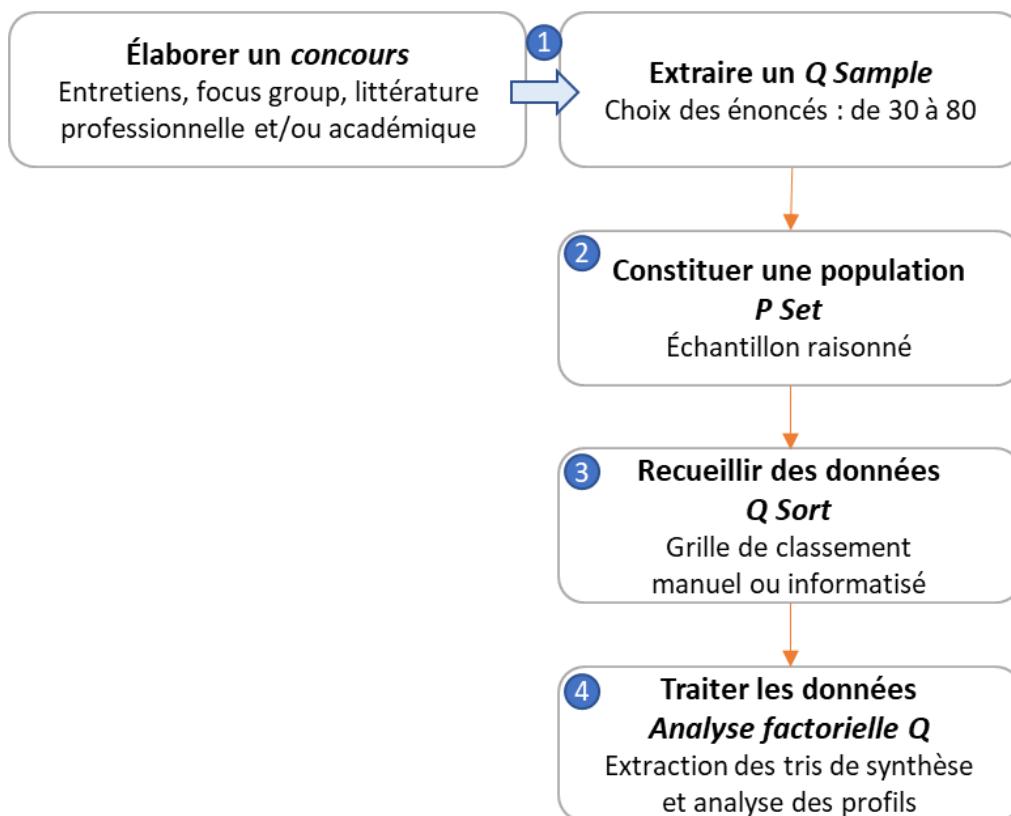 Élaborer un concours
Entretiens, focus group, littérature
professionnelle et/ou académique
1
Extraire un Q Sample
Choix des énoncés : de 30 à 80
2
Constituer une population
P Set
Échantillon raisonné
3
Recueillir des données
Q Sort
Grille de classement
manuel ou informatisé
4
Traiter les données
Analyse factorielle Q
Extraction des tris de synthèse
et analyse des profils